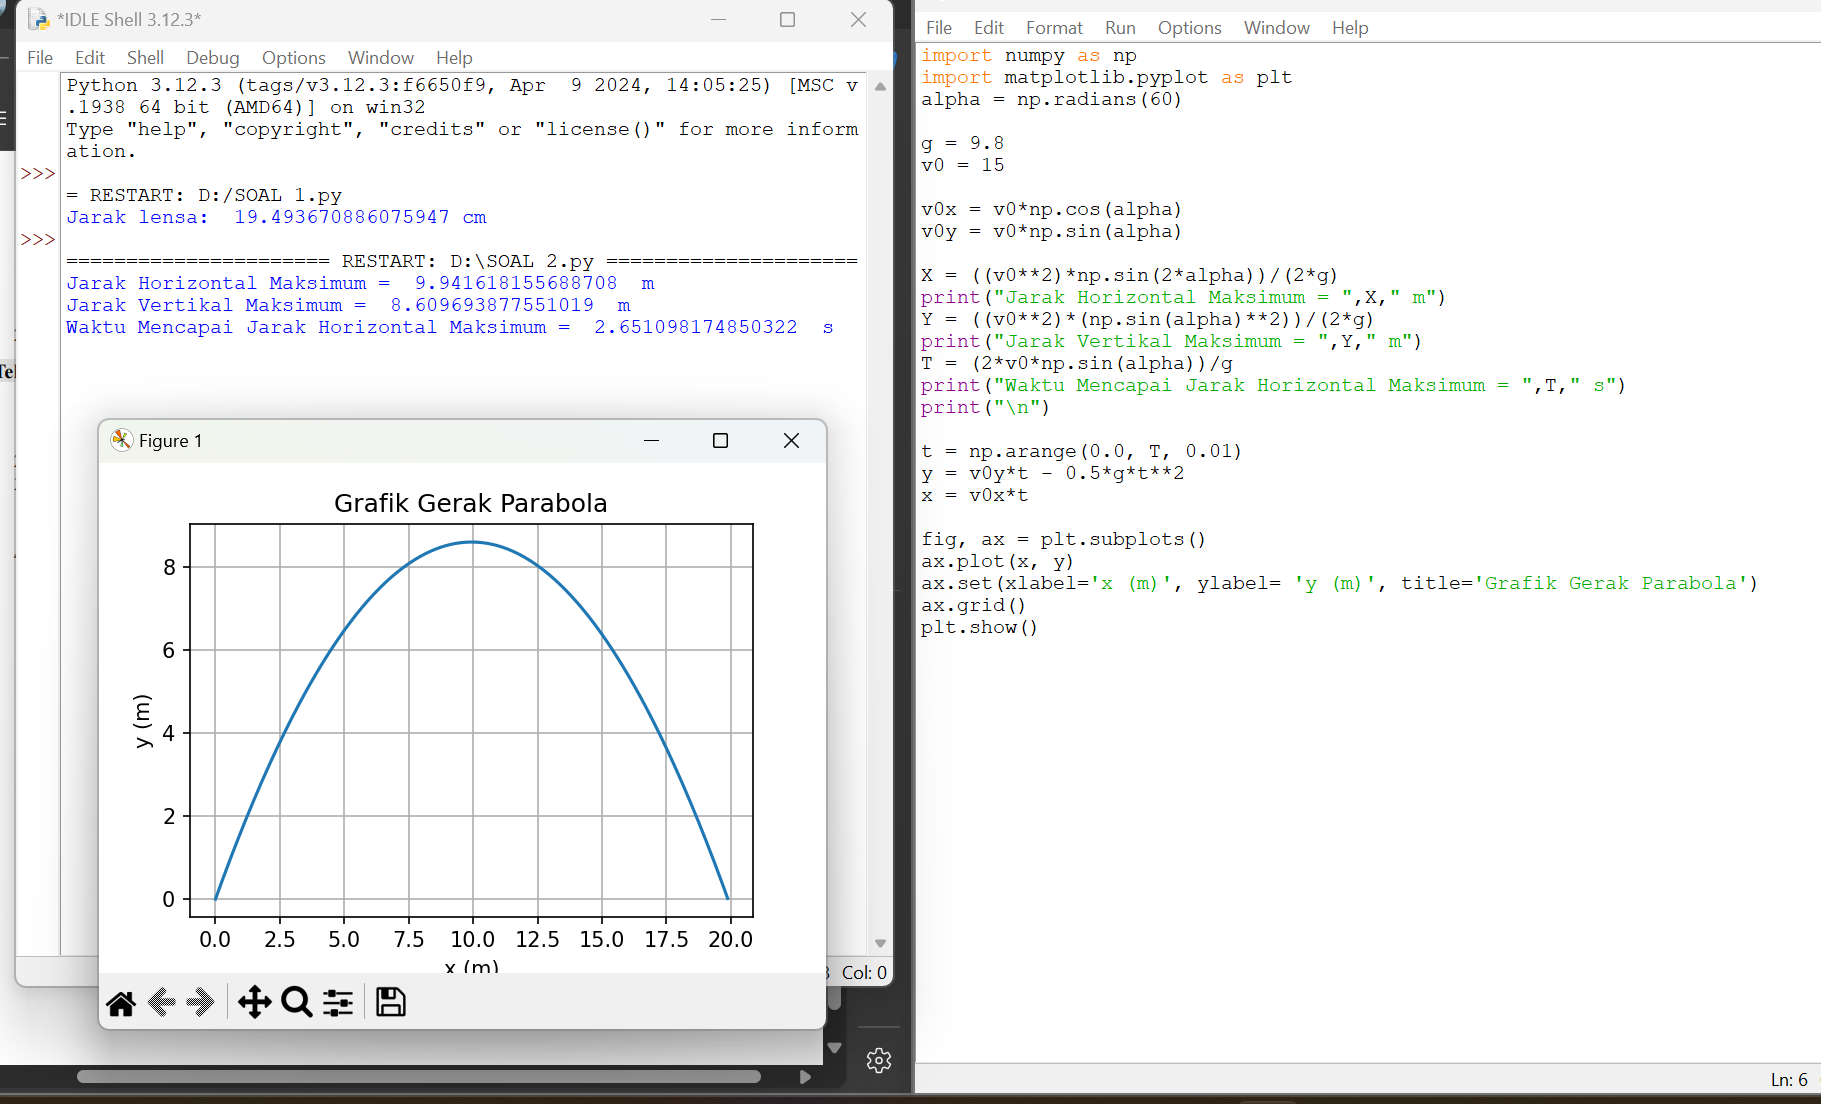 *IDLE Shell 3.12.3*
File Edit Shell Debug Options Window Help
Python 3.12.3 (tags/v3.12.3:f6650f9, Apr  9 2024, 14:05:25) [MSC v
.1938 64 bit (AMD64)] on win32
Type "help", "copyright", "credits" or "license()" for more inform
ation.
>>>
= RESTART: D:/SOAL 1.py
Jarak lensa:  19.493670886075947 cm
>>>
====================== RESTART: D:\SOAL 2.py =====================
Jarak Horizontal Maksimum =  9.941618155688708  m
Jarak Vertikal Maksimum =  8.609693877551019  m
Waktu Mencapai Jarak Horizontal Maksimum =  2.651098174850322  s
Figure 1
Grafik Gerak Parabola
8
6
4
2
0
y (m)
0.0 2.5 5.0 7.5 10.0 12.5 15.0 17.5 20.0
x (m)
Col: 0
File Edit Format Run Options Window Help
import numpy as np
import matplotlib.pyplot as plt
alpha = np.radians(60)
g = 9.8
v0 = 15
v0x = v0*np.cos(alpha)
v0y = v0*np.sin(alpha)
X = ((v0**2)*np.sin(2*alpha))/(2*g)
print("Jarak Horizontal Maksimum = ",X," m")
Y = ((v0**2)*(np.sin(alpha)**2))/(2*g)
print("Jarak Vertikal Maksimum = ",Y," m")
T = (2*v0*np.sin(alpha))/g
print("Waktu Mencapai Jarak Horizontal Maksimum = ",T," s")
print("\n")
t = np.arange(0.0, T, 0.01)
y = v0y*t - 0.5*g*t**2
x = v0x*t
fig, ax = plt.subplots()
ax.plot(x, y)
ax.set(xlabel='x (m)', ylabel= 'y (m)', title='Grafik Gerak Parabola')
ax.grid()
plt.show()
Ln: 6